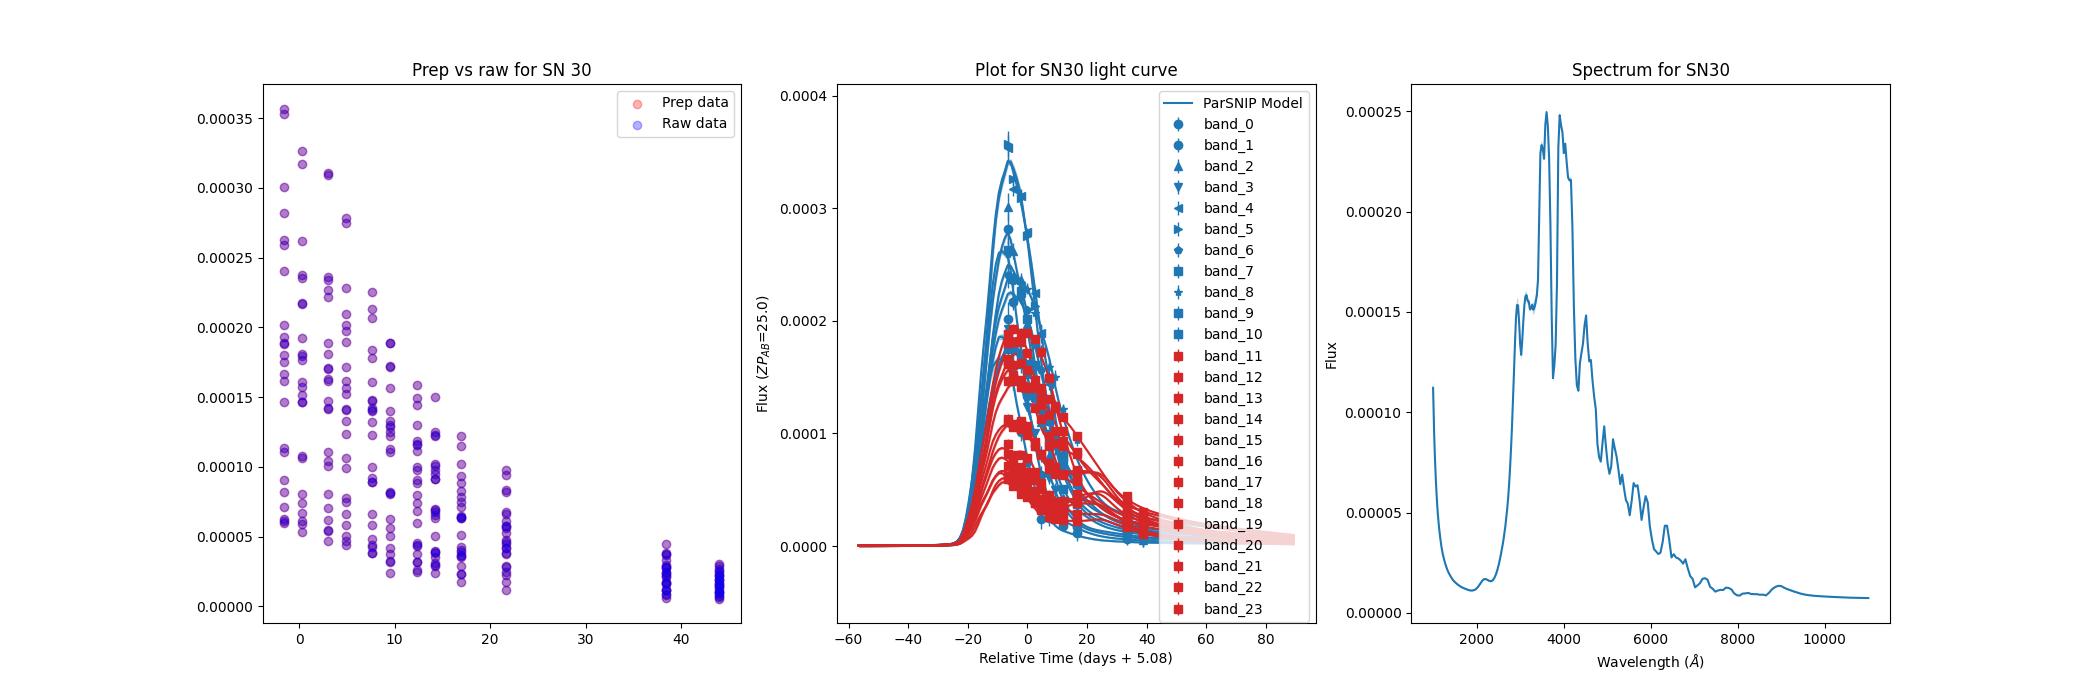 Prep vs raw for SN 30
Prep data
Raw data
0.00035
0.00030
0.00025
0.00020
0.00015
0.00010
0.00005
0.00000
0 10 20 30 40
Plot for SN30 light curve
ParSNIP Model
band_0
band_1
band_2
band_3
band_4
band_5
band_6
band_7
band_8
band_9
band_10
band_11
band_12
band_13
band_14
band_15
band_16
band_17
band_18
band_19
band_20
band_21
band_22
band_23
Flux (ZP_AB=25.0)
0.0004
0.0003
0.0002
0.0001
0.0000
−60 −40 −20 0 20 40 60 80
Relative Time (days + 5.08)
Spectrum for SN30
Flux
0.00025
0.00020
0.00015
0.00010
0.00005
0.00000
2000 4000 6000 8000 10000
Wavelength (Å)